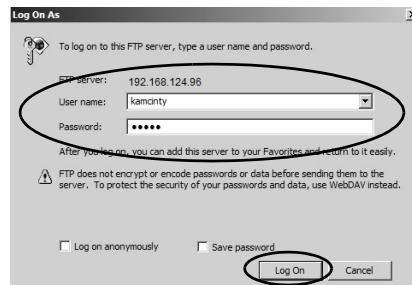 Log On As
To log on to this FTP server, type a user name and password.
FTP server: 192.168.124.96
User name: kamcinty
Password: •••••
After you log on, you can add this server to your Favorites and return to it easily.
FTP does not encrypt or encode passwords or data before sending them to the
server. To protect the security of your passwords and data, use WebDAV instead.
Log on anonymously Save password
Log On Cancel